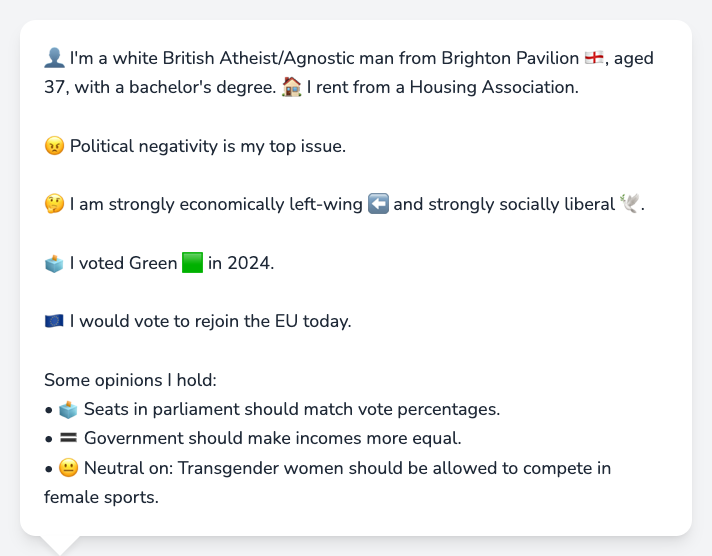 👤 I'm a white British Atheist/Agnostic man from Brighton Pavilion 🏴󠁧󠁢󠁥󠁮󠁧󠁿, aged
37, with a bachelor's degree. 🏠 I rent from a Housing Association.
😠 Political negativity is my top issue.
🤔 I am strongly economically left-wing ⬅️ and strongly socially liberal 🕊️.
🗳️ I voted Green 🟩 in 2024.
🇪🇺 I would vote to rejoin the EU today.
Some opinions I hold:
• 🗳️ Seats in parliament should match vote percentages.
• 🟰 Government should make incomes more equal.
• 😐 Neutral on: Transgender women should be allowed to compete in
female sports.